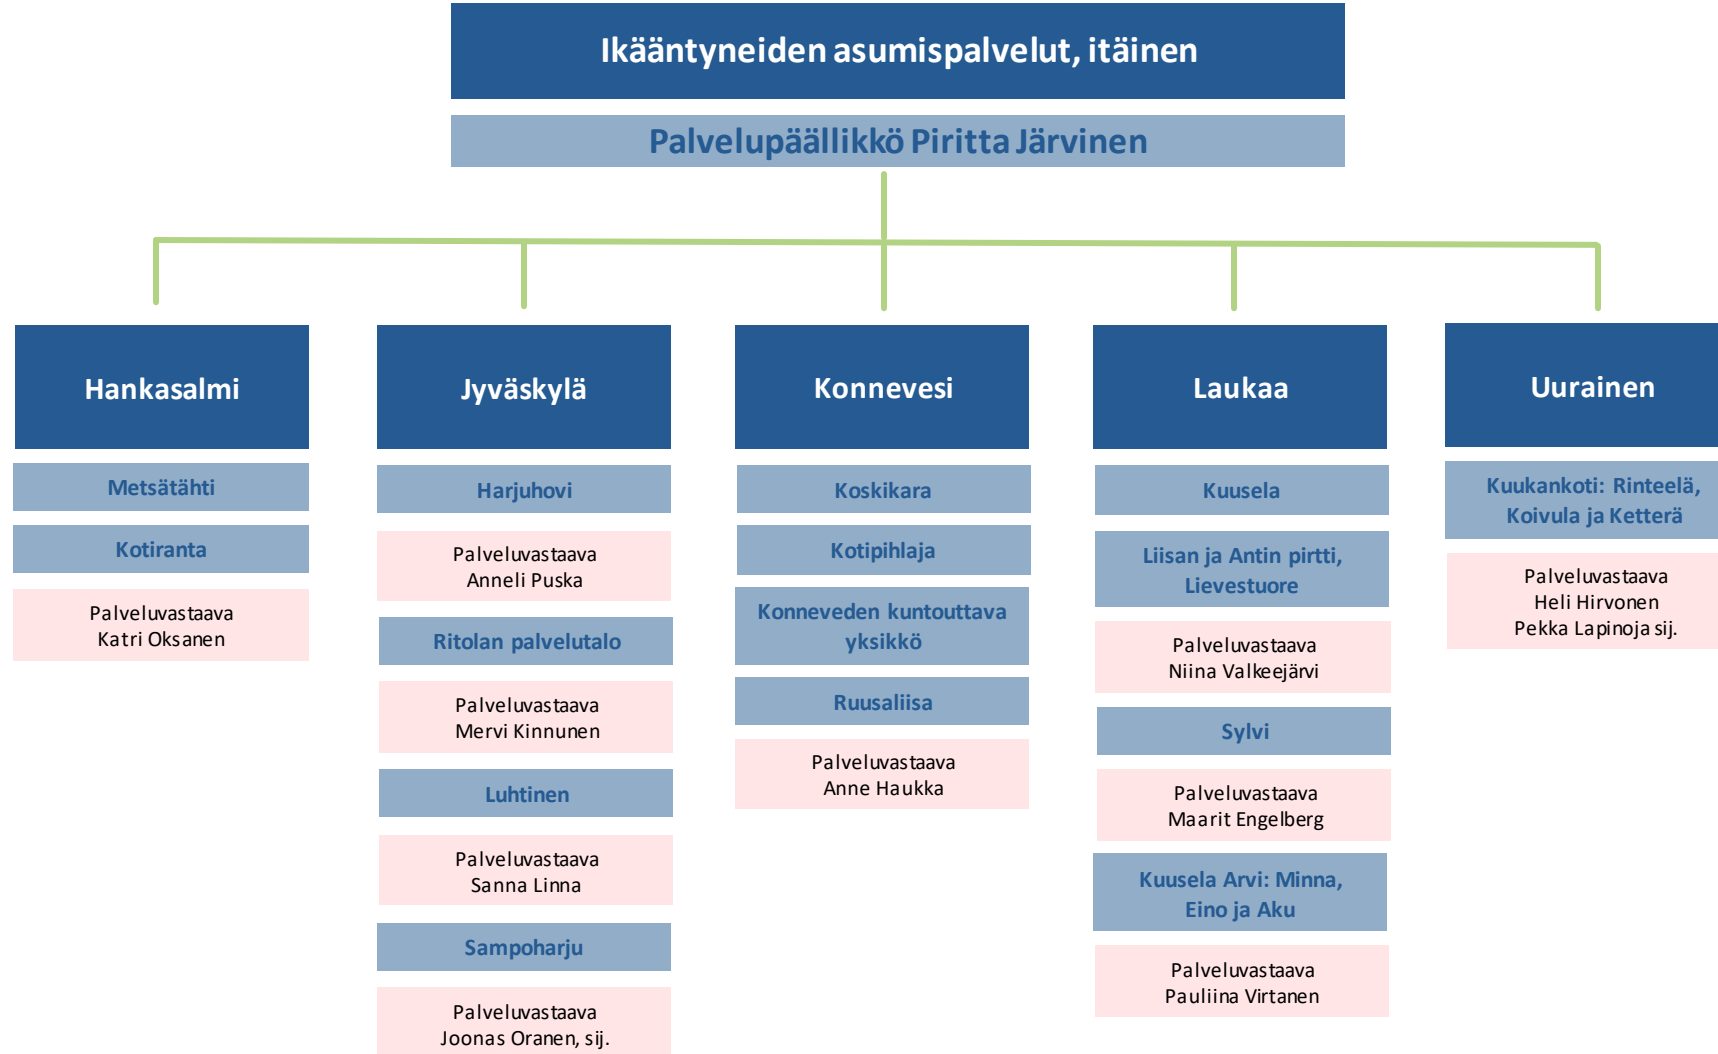 Ikääntyneiden asumispalvelut, itäinen
Palvelupäällikkö Piritta Järvinen
Hankasalmi
Metsätähti
Kotiranta
Palveluvastaava
Katri Oksanen
Jyväskylä
Harjuhovi
Palveluvastaava
Anneli Puska
Ritolan palvelutalo
Palveluvastaava
Mervi Kinnunen
Luhtinen
Palveluvastaava
Sanna Linna
Sampoharju
Palveluvastaava
Joonas Oranen, sij.
Konnevesi
Koskikara
Kotipihlaja
Konneveden kuntouttava
yksikkö
Ruusaliisa
Palveluvastaava
Anne Haukka
Laukaa
Kuusela
Liisan ja Antin pirtti,
Lievestuore
Palveluvastaava
Niina Valkeejärvi
Sylvi
Palveluvastaava
Maarit Engelberg
Kuusela Arvi: Minna,
Eino ja Aku
Palveluvastaava
Pauliina Virtanen
Uurainen
Kuukankoti: Rinteelä,
Koivula ja Ketterä
Palveluvastaava
Heli Hirvonen
Pekka Lapinoja sij.